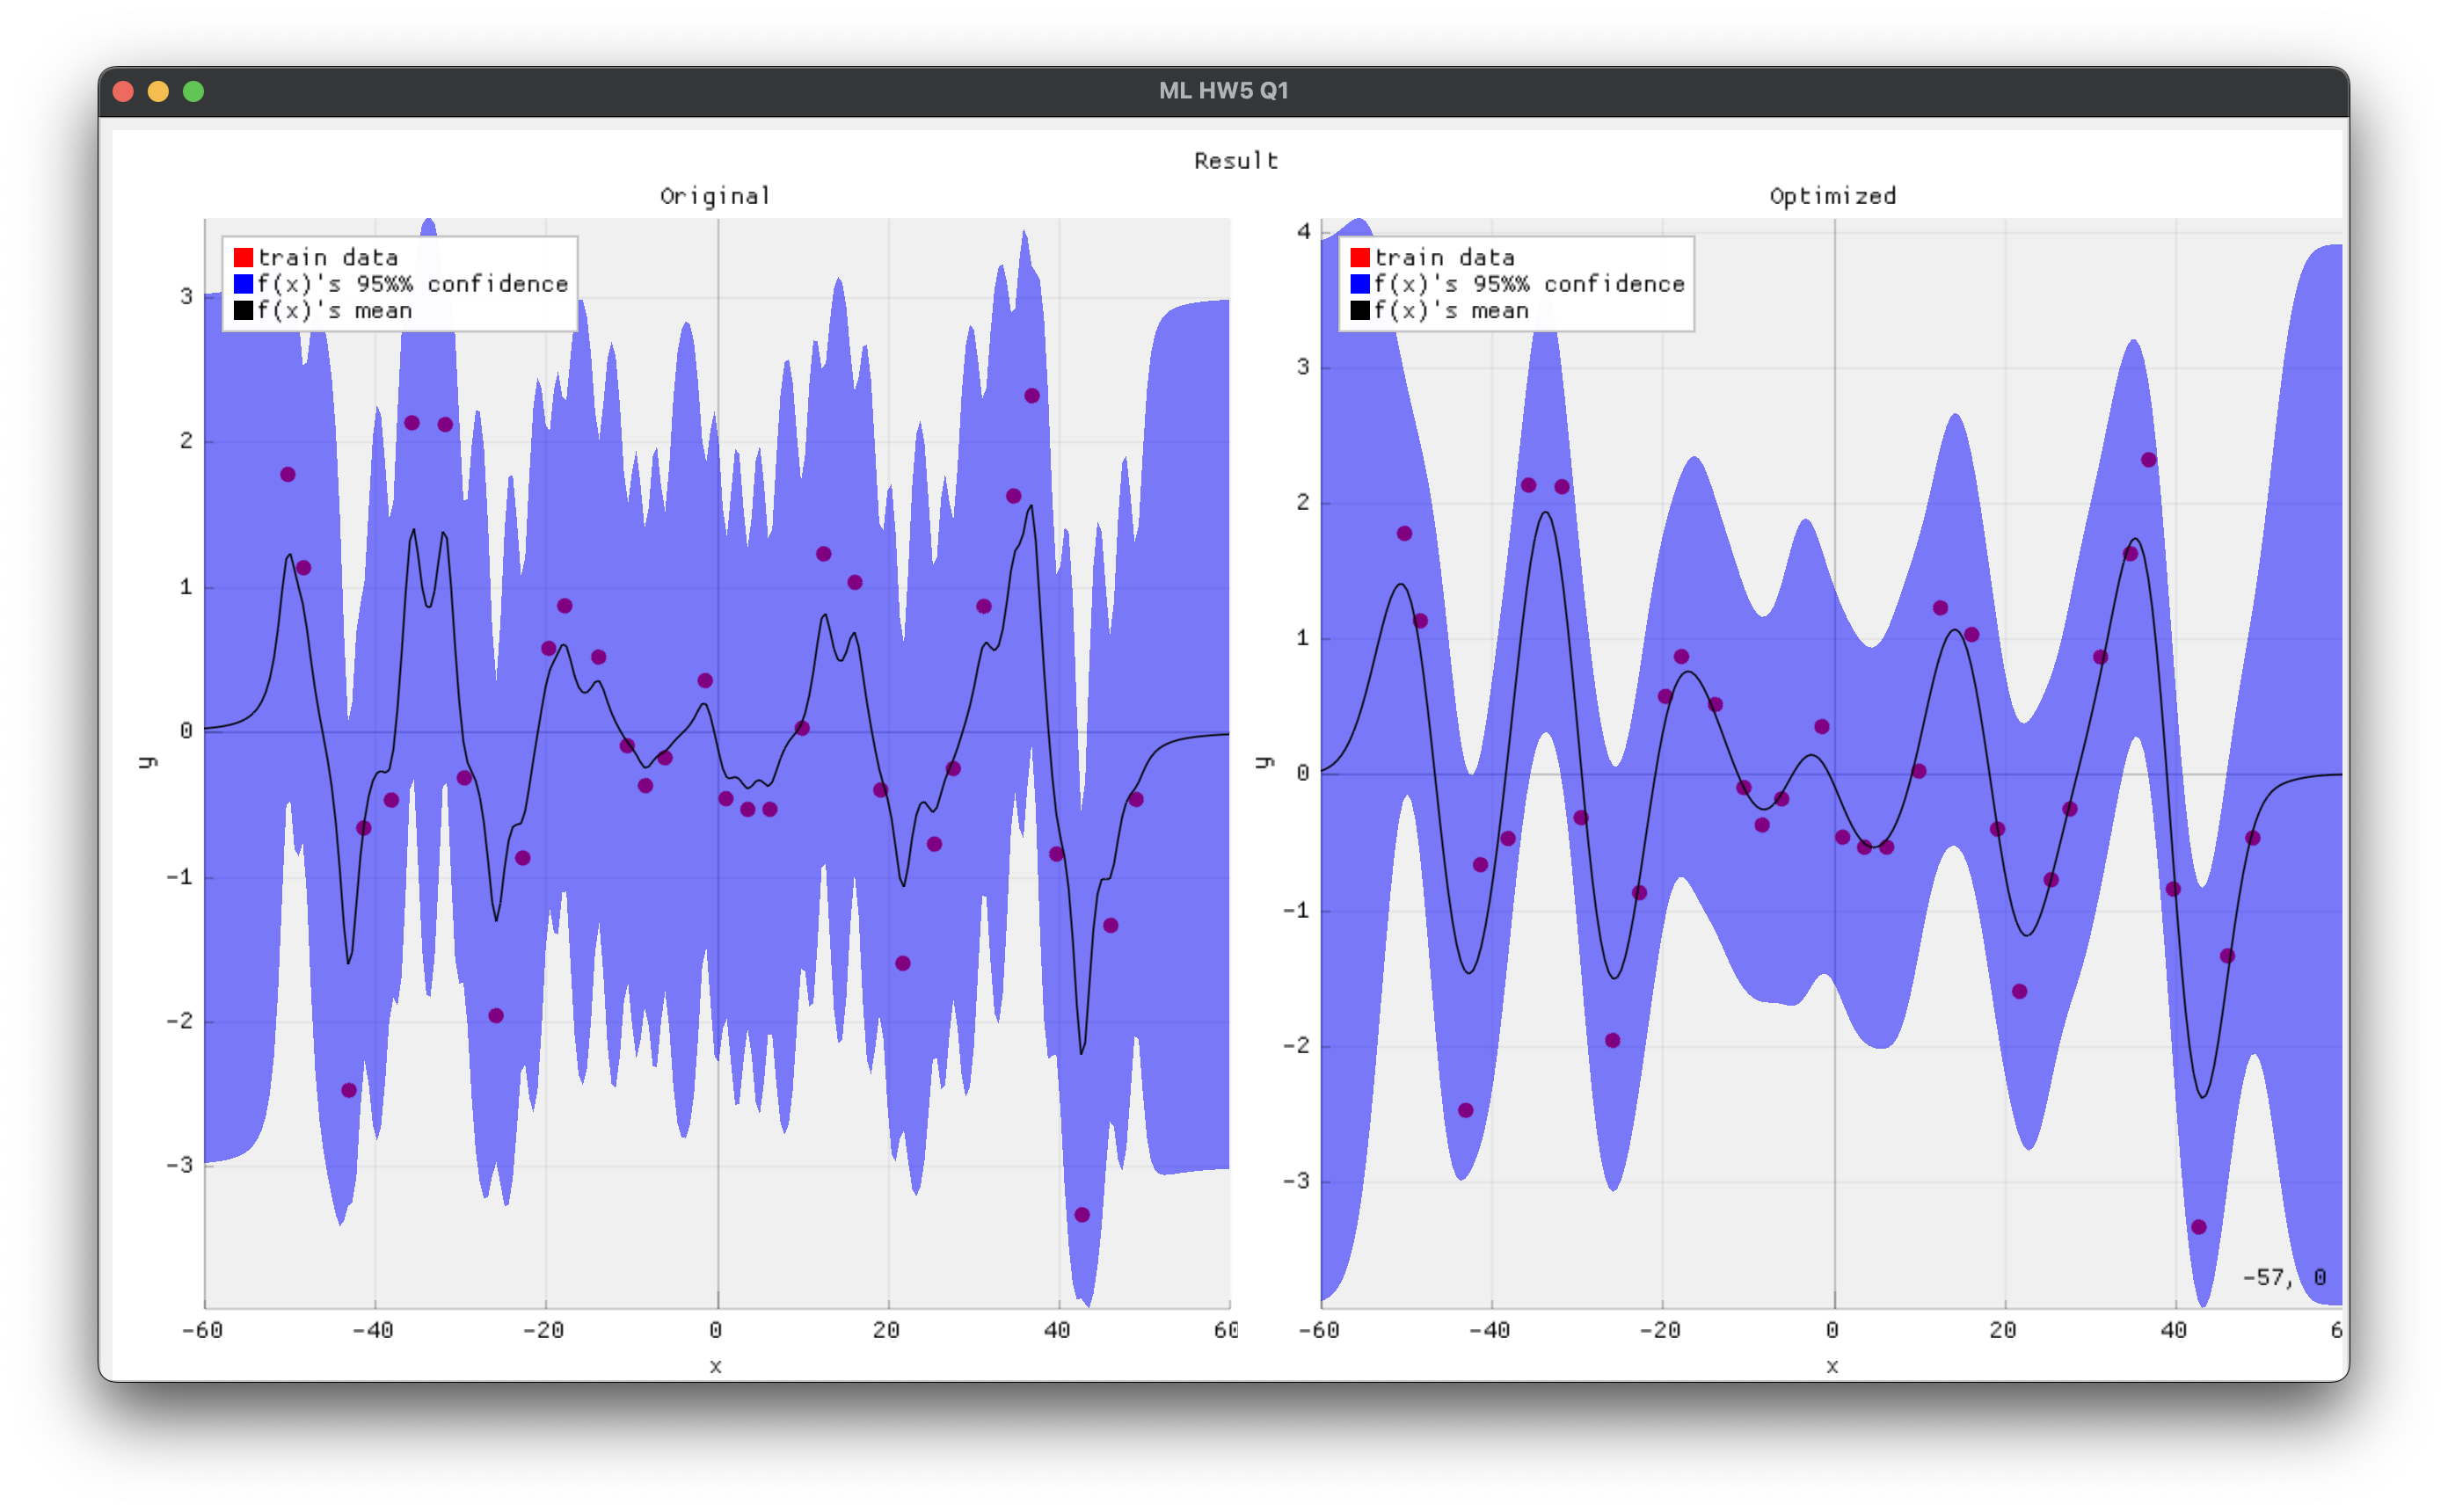 ML HW5 Q1
Result
Original
train data
f(x)'s 95%% confidence
f(x)'s mean
3
2
1
0
-1
-2
-3
y
-60 -40 -20 0 20 40 60
x
Optimized
train data
f(x)'s 95%% confidence
f(x)'s mean
4
3
2
1
0
-1
-2
-3
y
-57, 0
-60 -40 -20 0 20 40 6
x